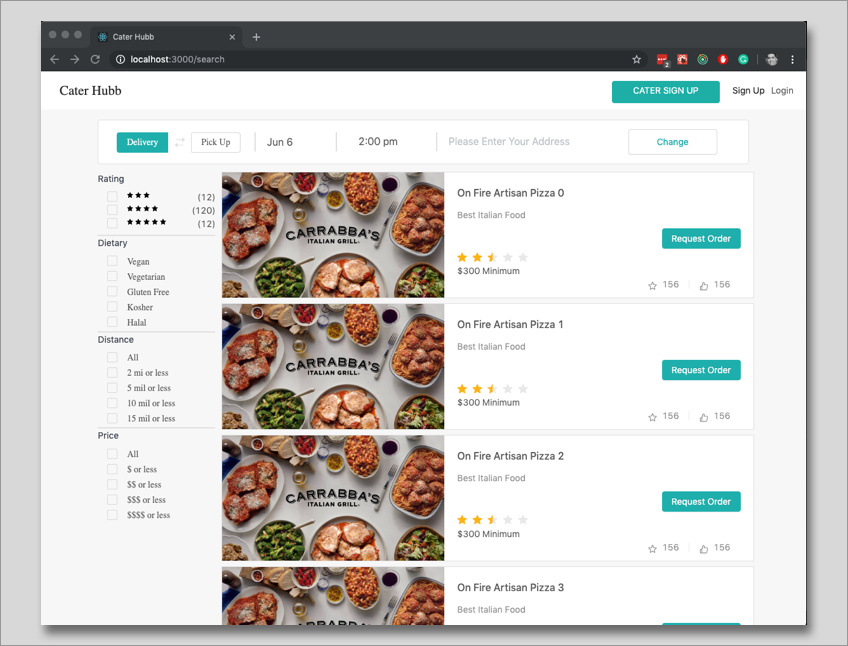 Cater Hubb
localhost:3000/search
2
Cater Hubb
CATER SIGN UP
Sign Up
Login
Delivery
Pick Up
Jun 6
2:00 pm
Please Enter Your Address
Change
Rating
(12)
(120)
(12)
Dietary
Vegan
Vegetarian
Gluten Free
Kosher
Halal
Distance
All
2 mi or less
5 mil or less
10 mil or less
15 mil or less
Price
All
$ or less
$$ or less
$$$ or less
$$$$ or less
CARRABBA'S
ITALIAN GRILL
On Fire Artisan Pizza 0
Best Italian Food
Request Order
$300 Minimum
156
156
CARRABBA'S
ITALIAN GRILL
On Fire Artisan Pizza 1
Best Italian Food
Request Order
$300 Minimum
156
156
CARRABBA'S
ITALIAN GRILL
On Fire Artisan Pizza 2
Best Italian Food
Request Order
$300 Minimum
156
156
CARRABBA'S
On Fire Artisan Pizza 3
Best Italian Food